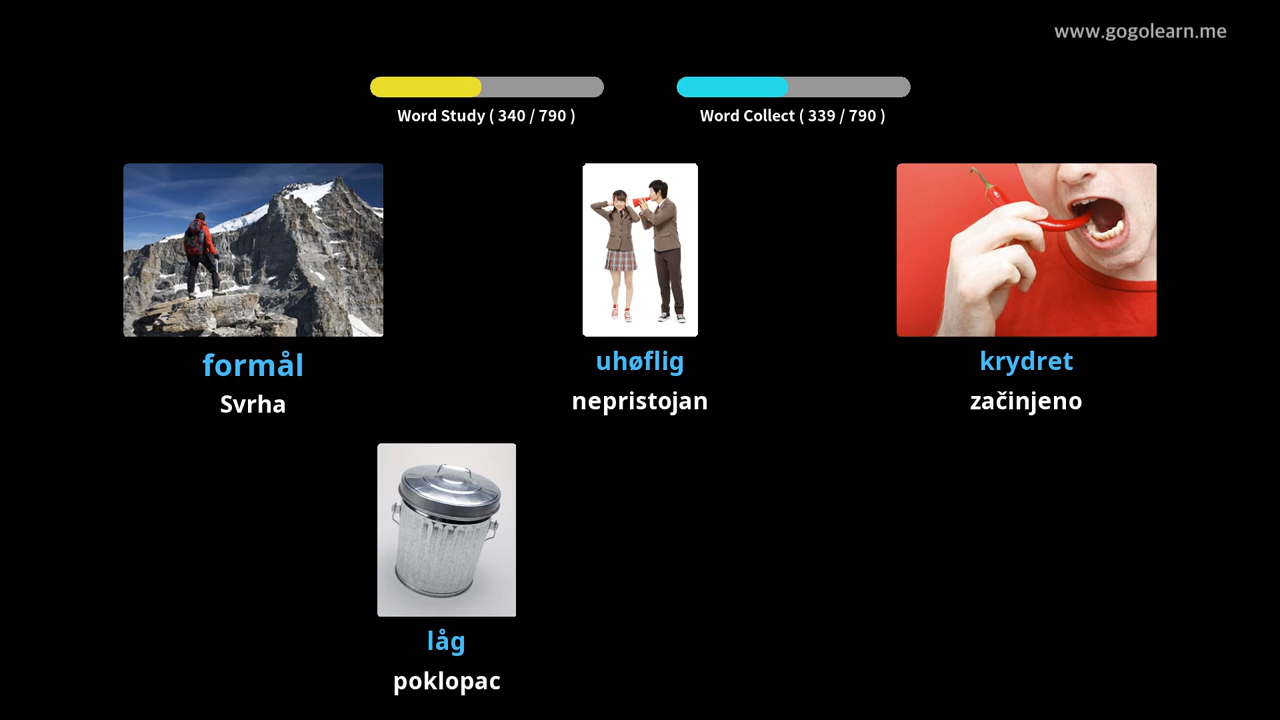 www.gogolearn.me
Word Study ( 340 / 790 )
Word Collect ( 339 / 790 )
formål
Svrha
uhøflig
nepristojan
krydret
začinjeno
låg
poklopac